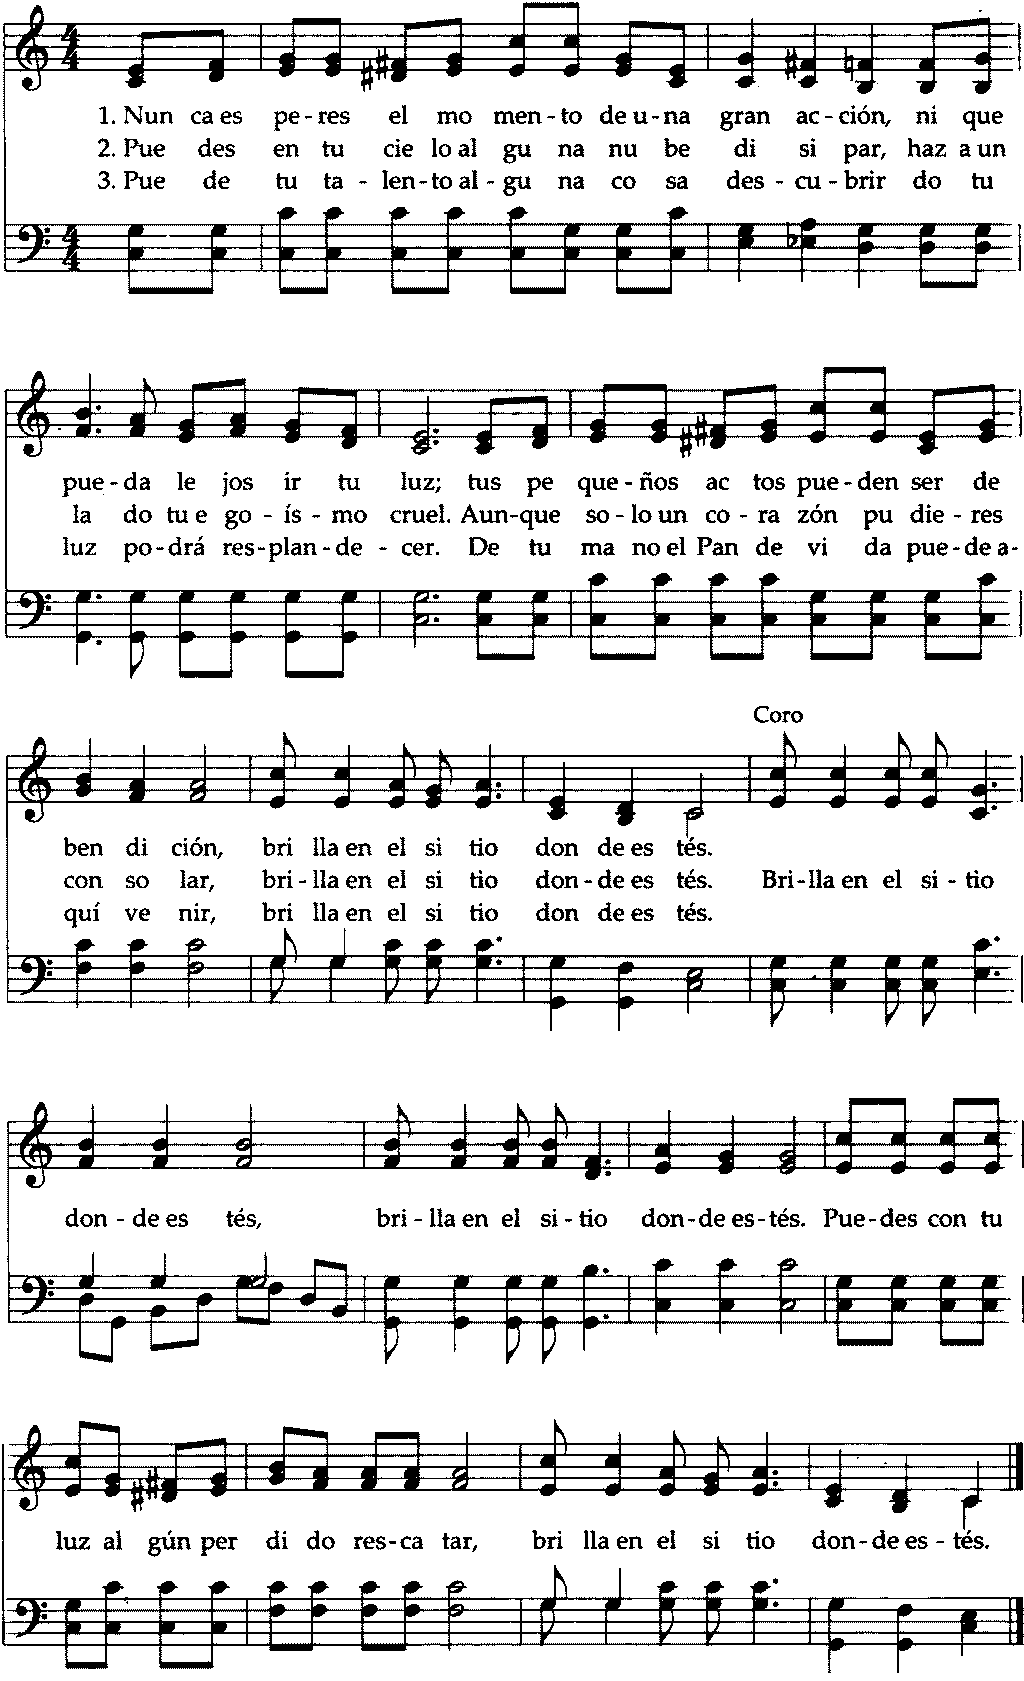 1. Nun ca es pe-res el mo men-to de u-na gran ac-ción, ni que
2. Pue des en tu cie lo al gu na nu be di si par, haz a un
3. Pue de tu ta - len-to al-gu na co sa des-cu-brir do tu
pue-da le jos ir tu luz; tus pe que-ños ac tos pue-den ser de
la do tu e go-ís-mo cruel. Aun-que so-lo un co-ra zón pu die-res
luz po-drá res-plan-de-cer. De tu ma no el Pan de vi da pue-de a-
Coro
ben di ción, bri lla en el si tio don de es tés.
con so lar, bri-lla en el si tio don-de es tés. Bri-lla en el si-tio
quí ve nir, bri lla en el si tio don de es tés.
don-de es tés, bri-lla en el si-tio don-de es-tés. Pue-des con tu
luz al gún per di do res-ca tar, bri lla en el si tio don-de es-tés.